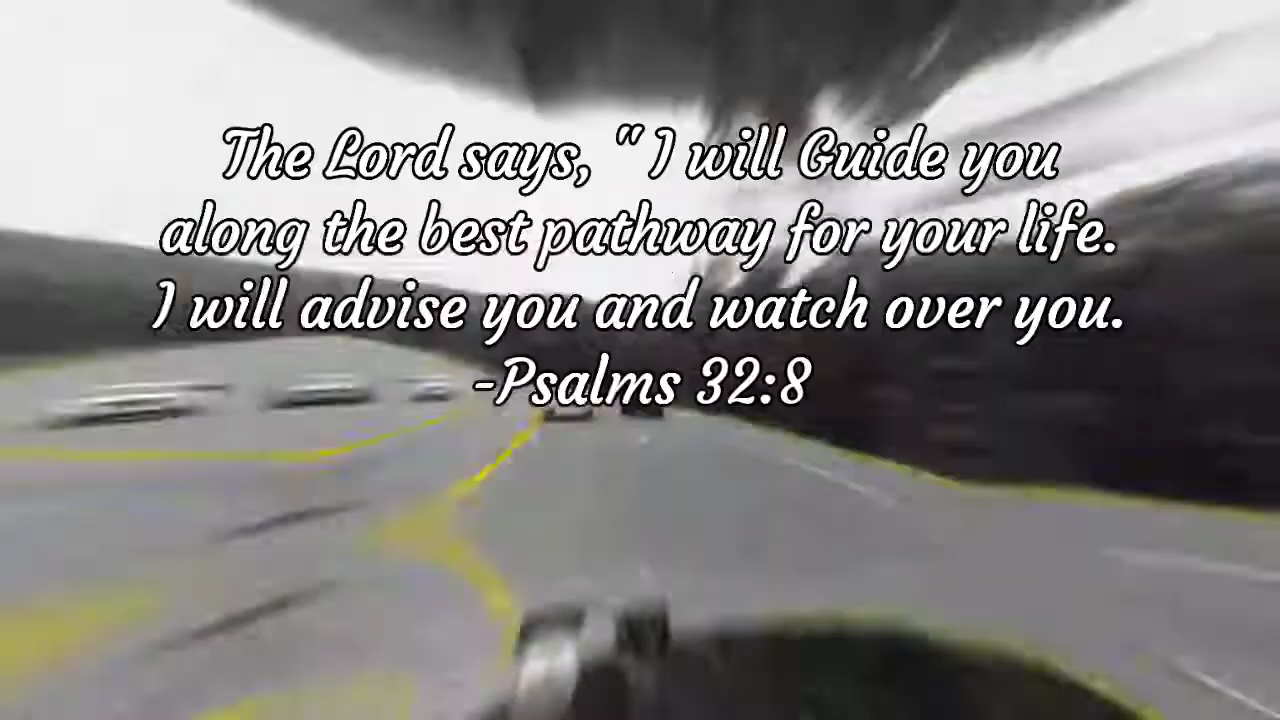 The Lord says, " I will Guide you
along the best pathway for your life.
I will advise you and watch over you.
-Psalms 32:8